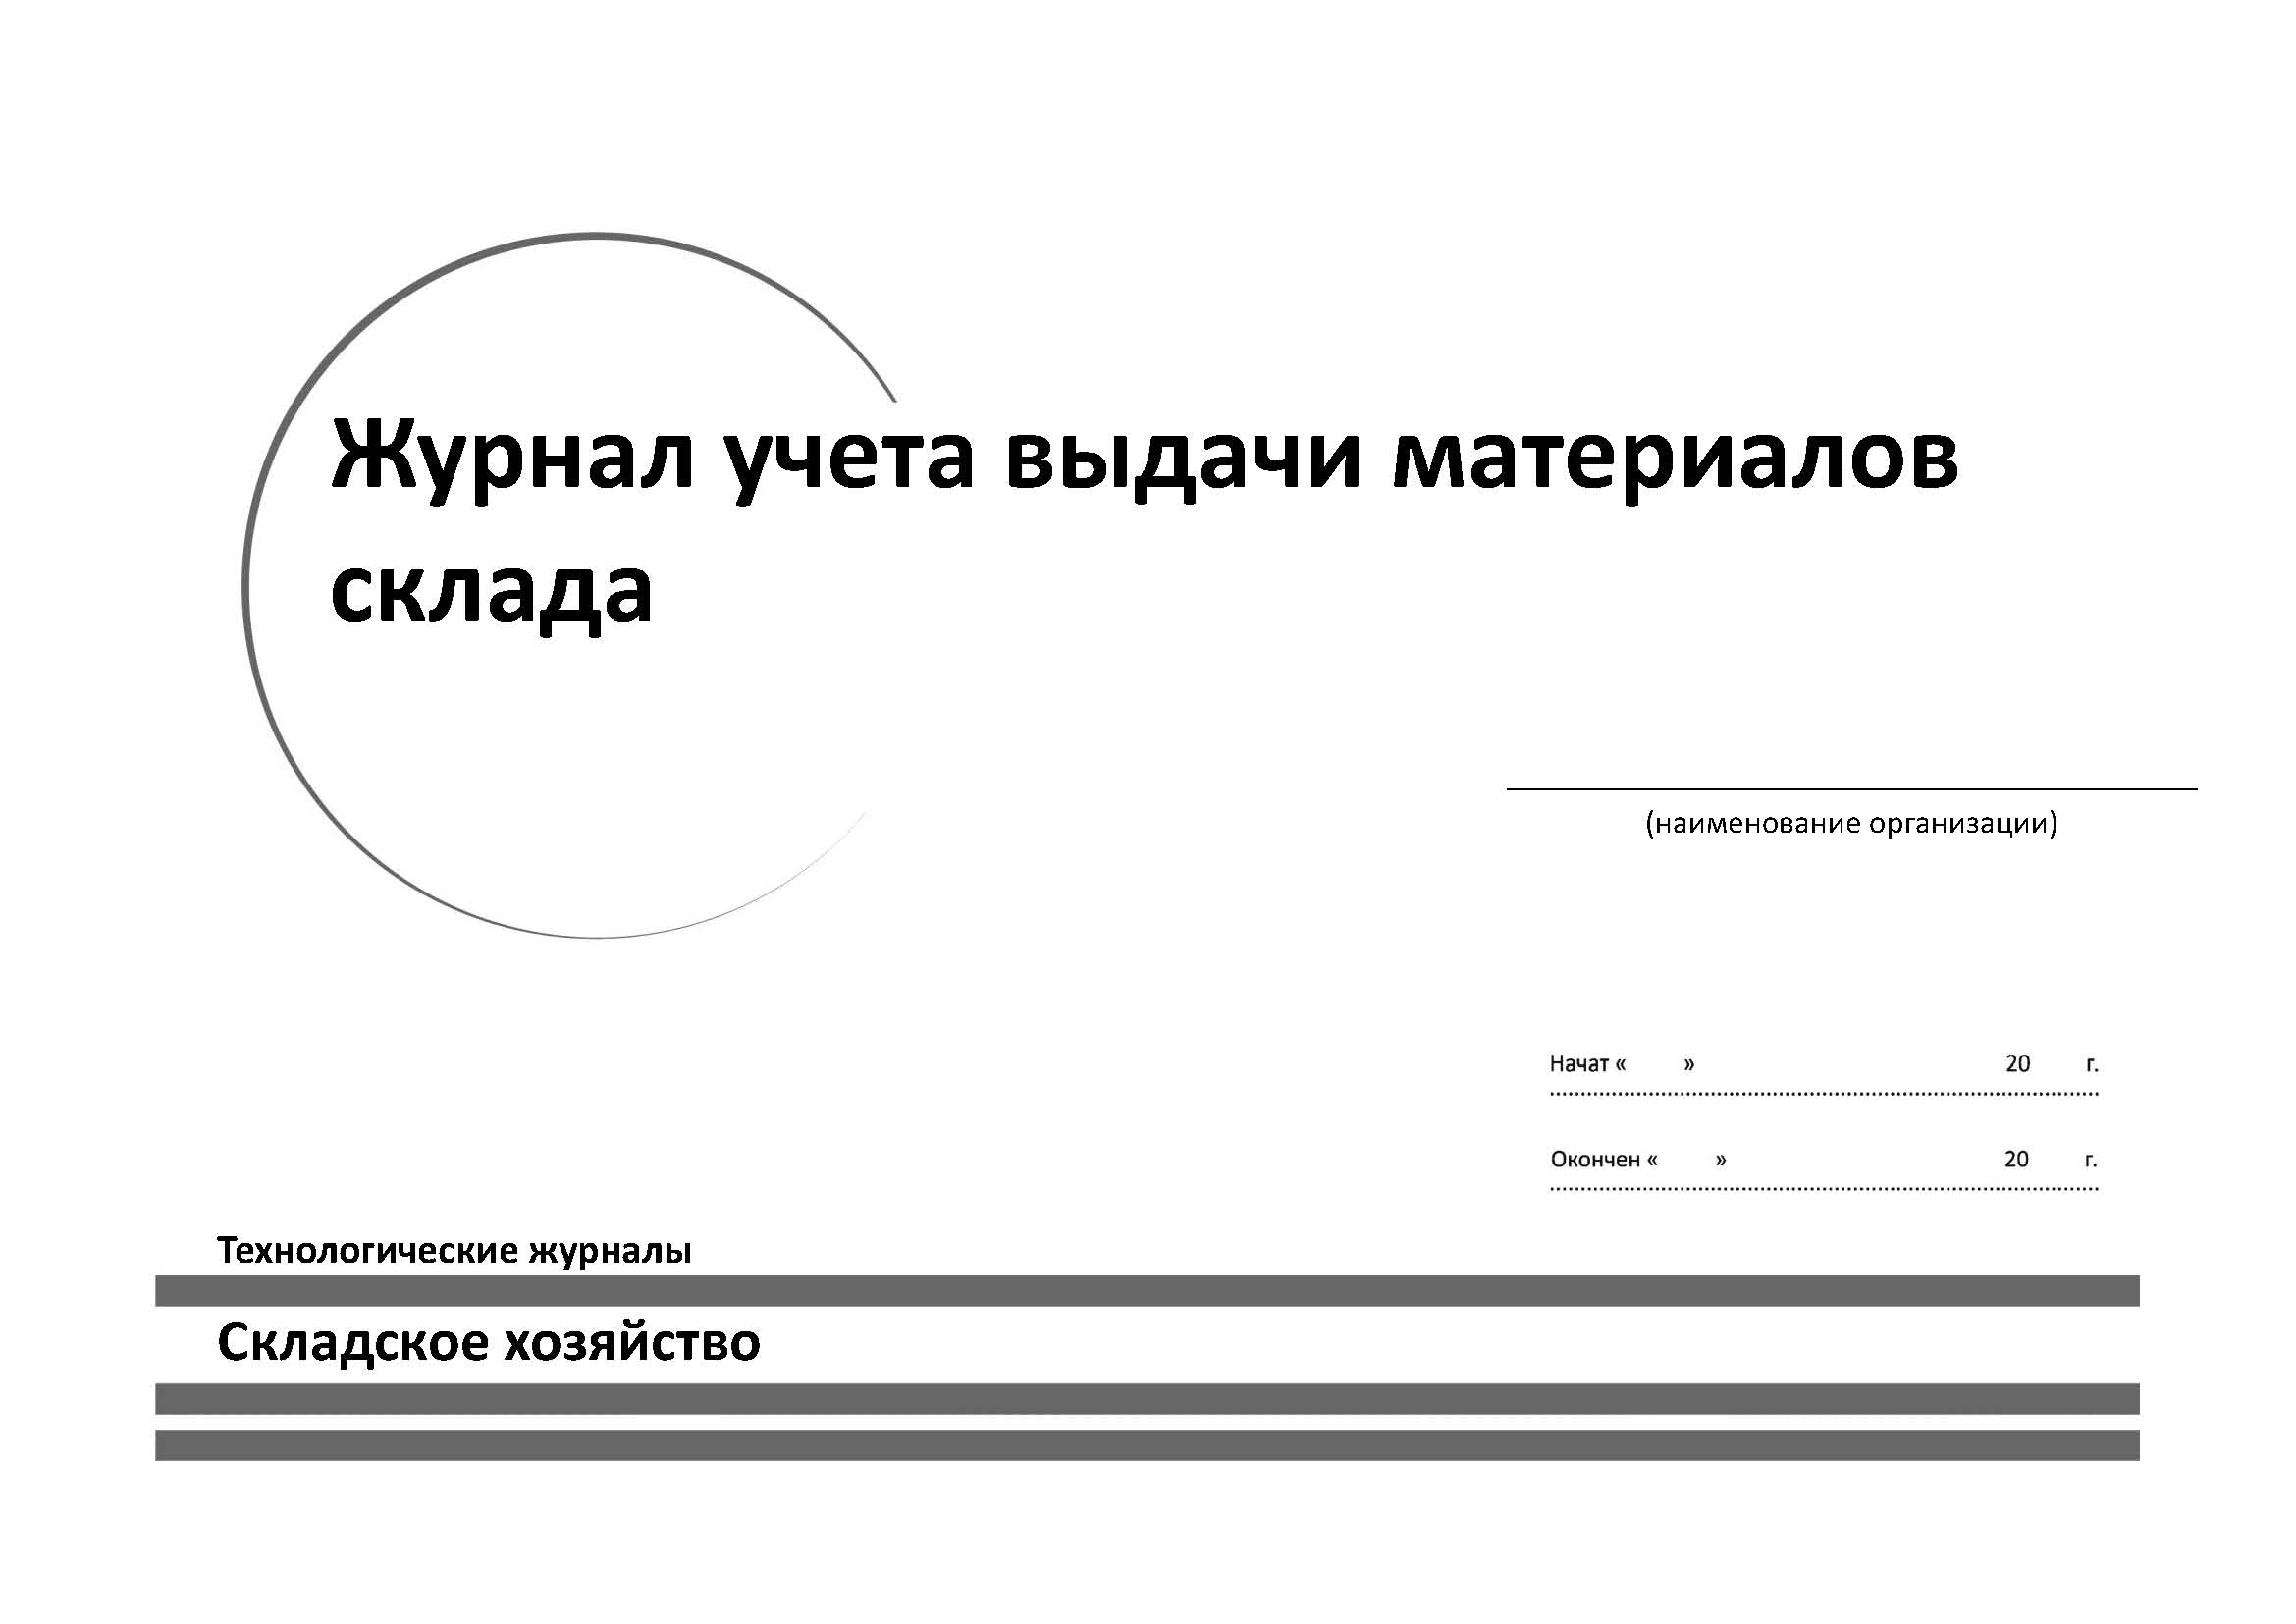 Журнал учета выдачи материалов
склада
(наименование организации)
Начат « » 20 г.
Окончен « » 20 г.
Технологические журналы
Складское хозяйство